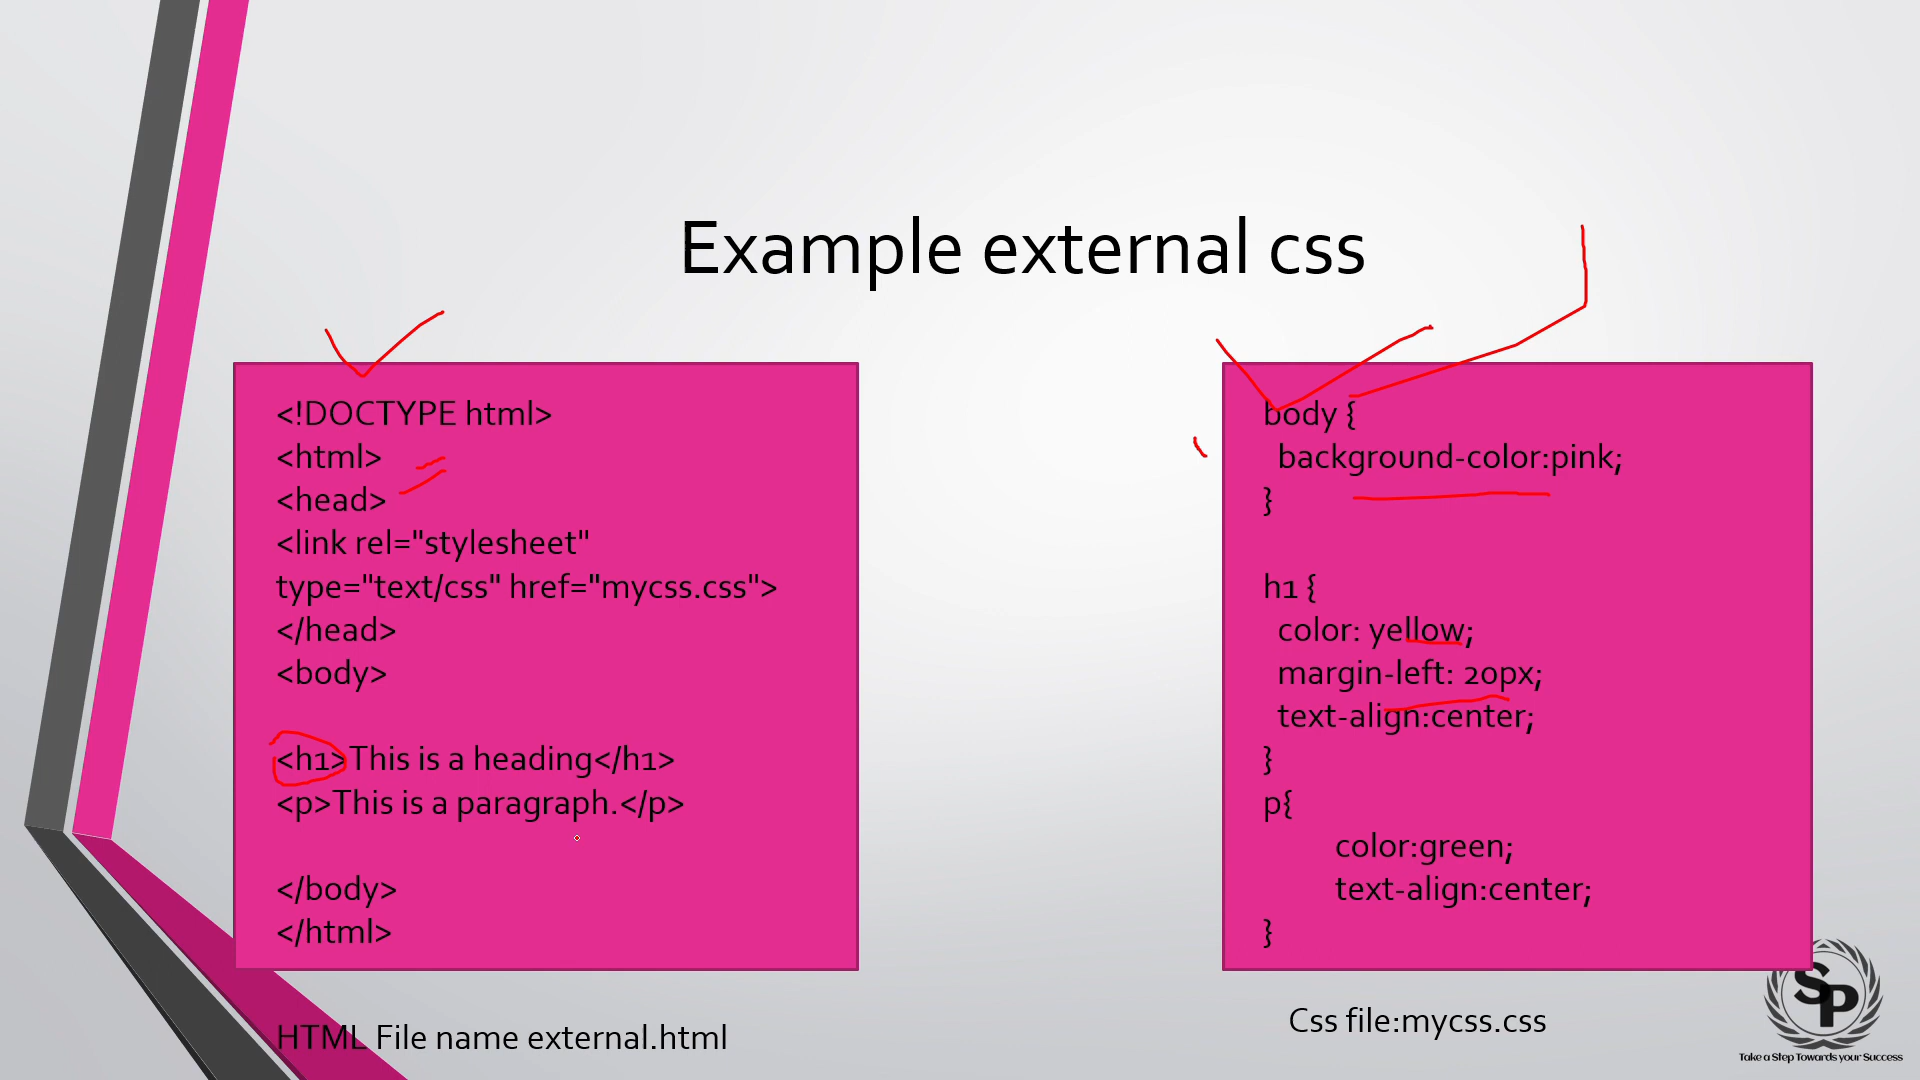 Example external css
<!DOCTYPE html>
<html>
<head>
<link rel="stylesheet"
type="text/css" href="mycss.css">
</head>
<body>
<h1>This is a heading</h1>
<p>This is a paragraph.</p>
</body>
</html>
HTML File name external.html
body {
background-color:pink;
}
h1 {
color: yellow;
margin-left: 20px;
text-align:center;
}
p{
color:green;
text-align:center;
}
Css file:mycss.css
SP
Take a Step Towards your Success